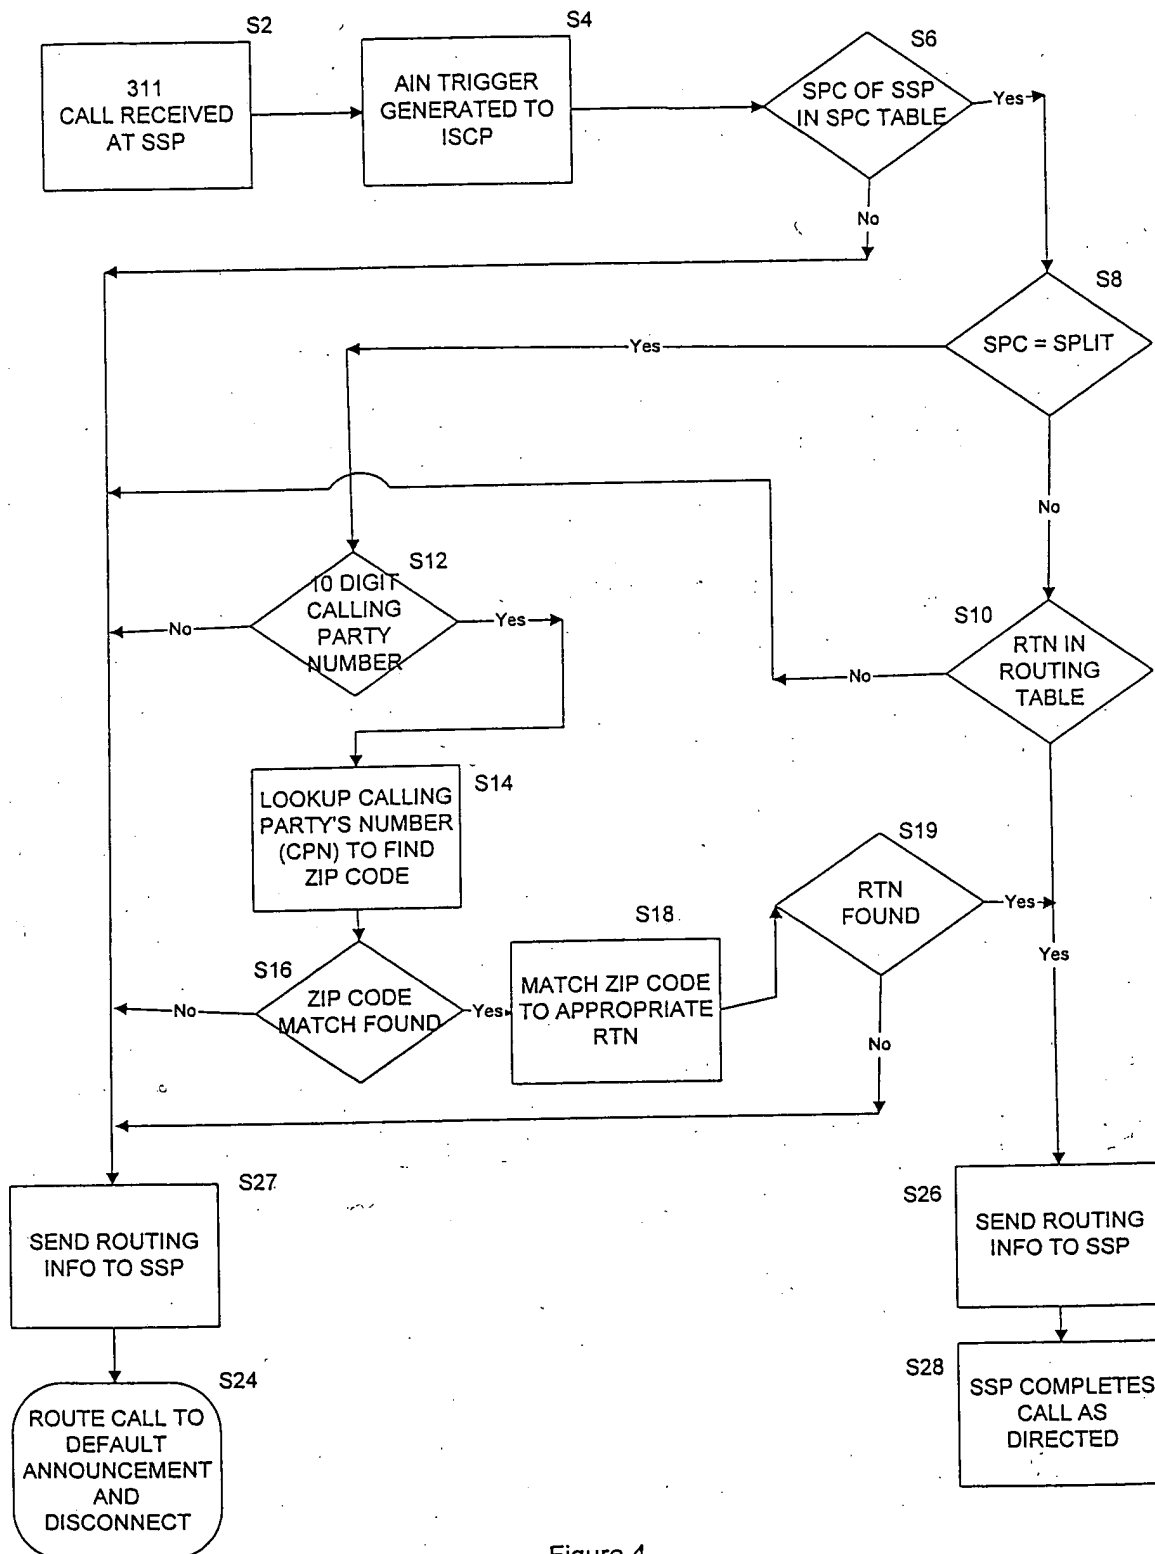 S2
311
CALL RECEIVED
AT SSP
S4
AIN TRIGGER
GENERATED TO
ISCP
S6
SPC OF SSP
IN SPC TABLE
Yes
No
S8
SPC = SPLIT
Yes
No
S12
10 DIGIT
CALLING
PARTY
NUMBER
No
Yes
S10
RTN IN
ROUTING
TABLE
No
Yes
S14
LOOKUP CALLING
PARTY'S NUMBER
(CPN) TO FIND
ZIP CODE
S16
ZIP CODE
MATCH FOUND
No
Yes
S18
MATCH ZIP CODE
TO APPROPRIATE
RTN
S19
RTN
FOUND
Yes
No
S27
SEND ROUTING
INFO TO SSP
S26
SEND ROUTING
INFO TO SSP
S24
ROUTE CALL TO
DEFAULT
ANNOUNCEMENT
AND
DISCONNECT
S28
SSP COMPLETES
CALL AS
DIRECTED
Figure 4